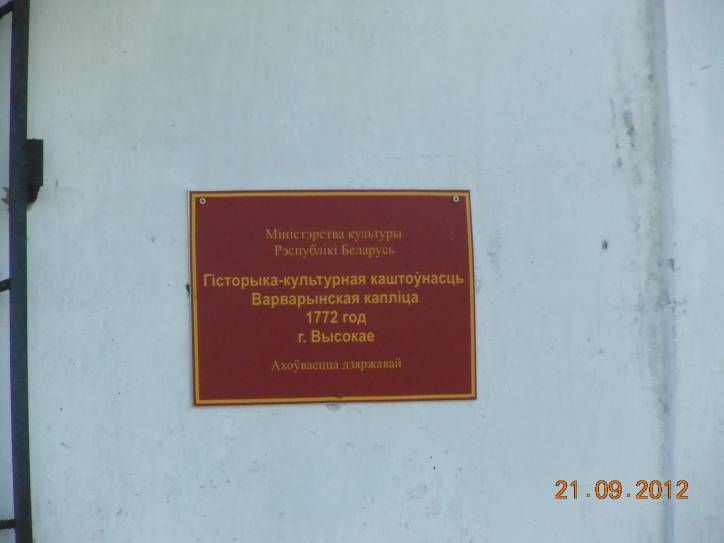 Міністэрства культуры
Рэспублікі Беларусь
Гісторыка-культурная каштоўнасць
Варварынская капліца
1772 год
г. Высокае
Ахоўваецца дзяржавай
21.09.2012